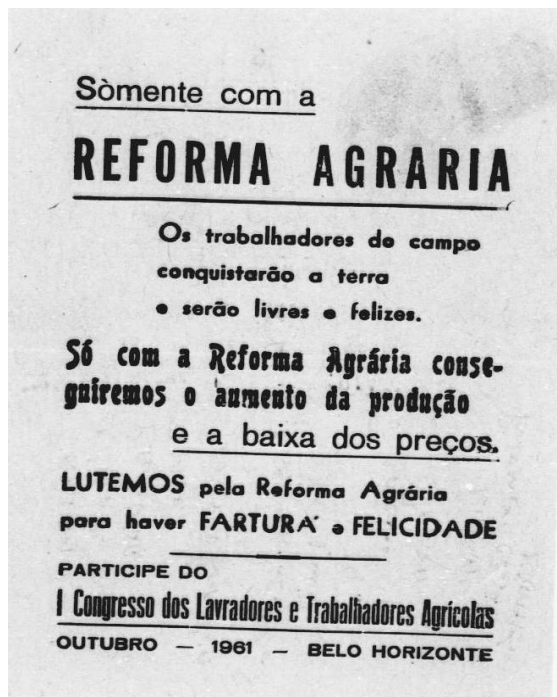 Sòmente com a
REFORMA AGRARIA
Os trabalhadores do campo
conquistarão a terra
e serão livres e felizes.
Só com a Reforma Agrária conse-
guiremos o aumento da produção
e a baixa dos preços.
LUTEMOS pela Reforma Agrária
para haver FARTURA e FELICIDADE
PARTICIPE DO
I Congresso dos Lavradores e Trabalhadores Agrícolas
OUTUBRO — 1961 — BELO HORIZONTE